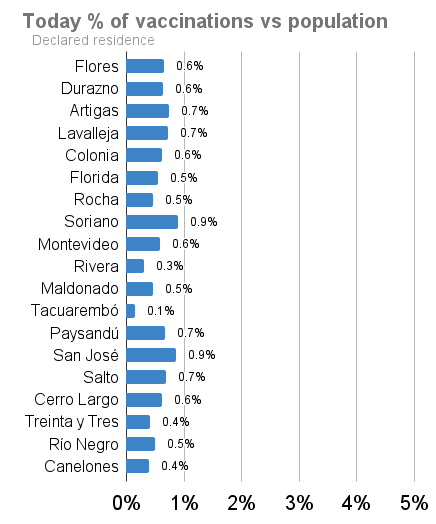 Today % of vaccinations vs population
Declared residence
Flores 0.6%
Durazno 0.6%
Artigas 0.7%
Lavalleja 0.7%
Colonia 0.6%
Florida 0.5%
Rocha 0.5%
Soriano 0.9%
Montevideo 0.6%
Rivera 0.3%
Maldonado 0.5%
Tacuarembó 0.1%
Paysandú 0.7%
San José 0.9%
Salto 0.7%
Cerro Largo 0.6%
Treinta y Tres 0.4%
Río Negro 0.5%
Canelones 0.4%
0% 1% 2% 3% 4% 5%